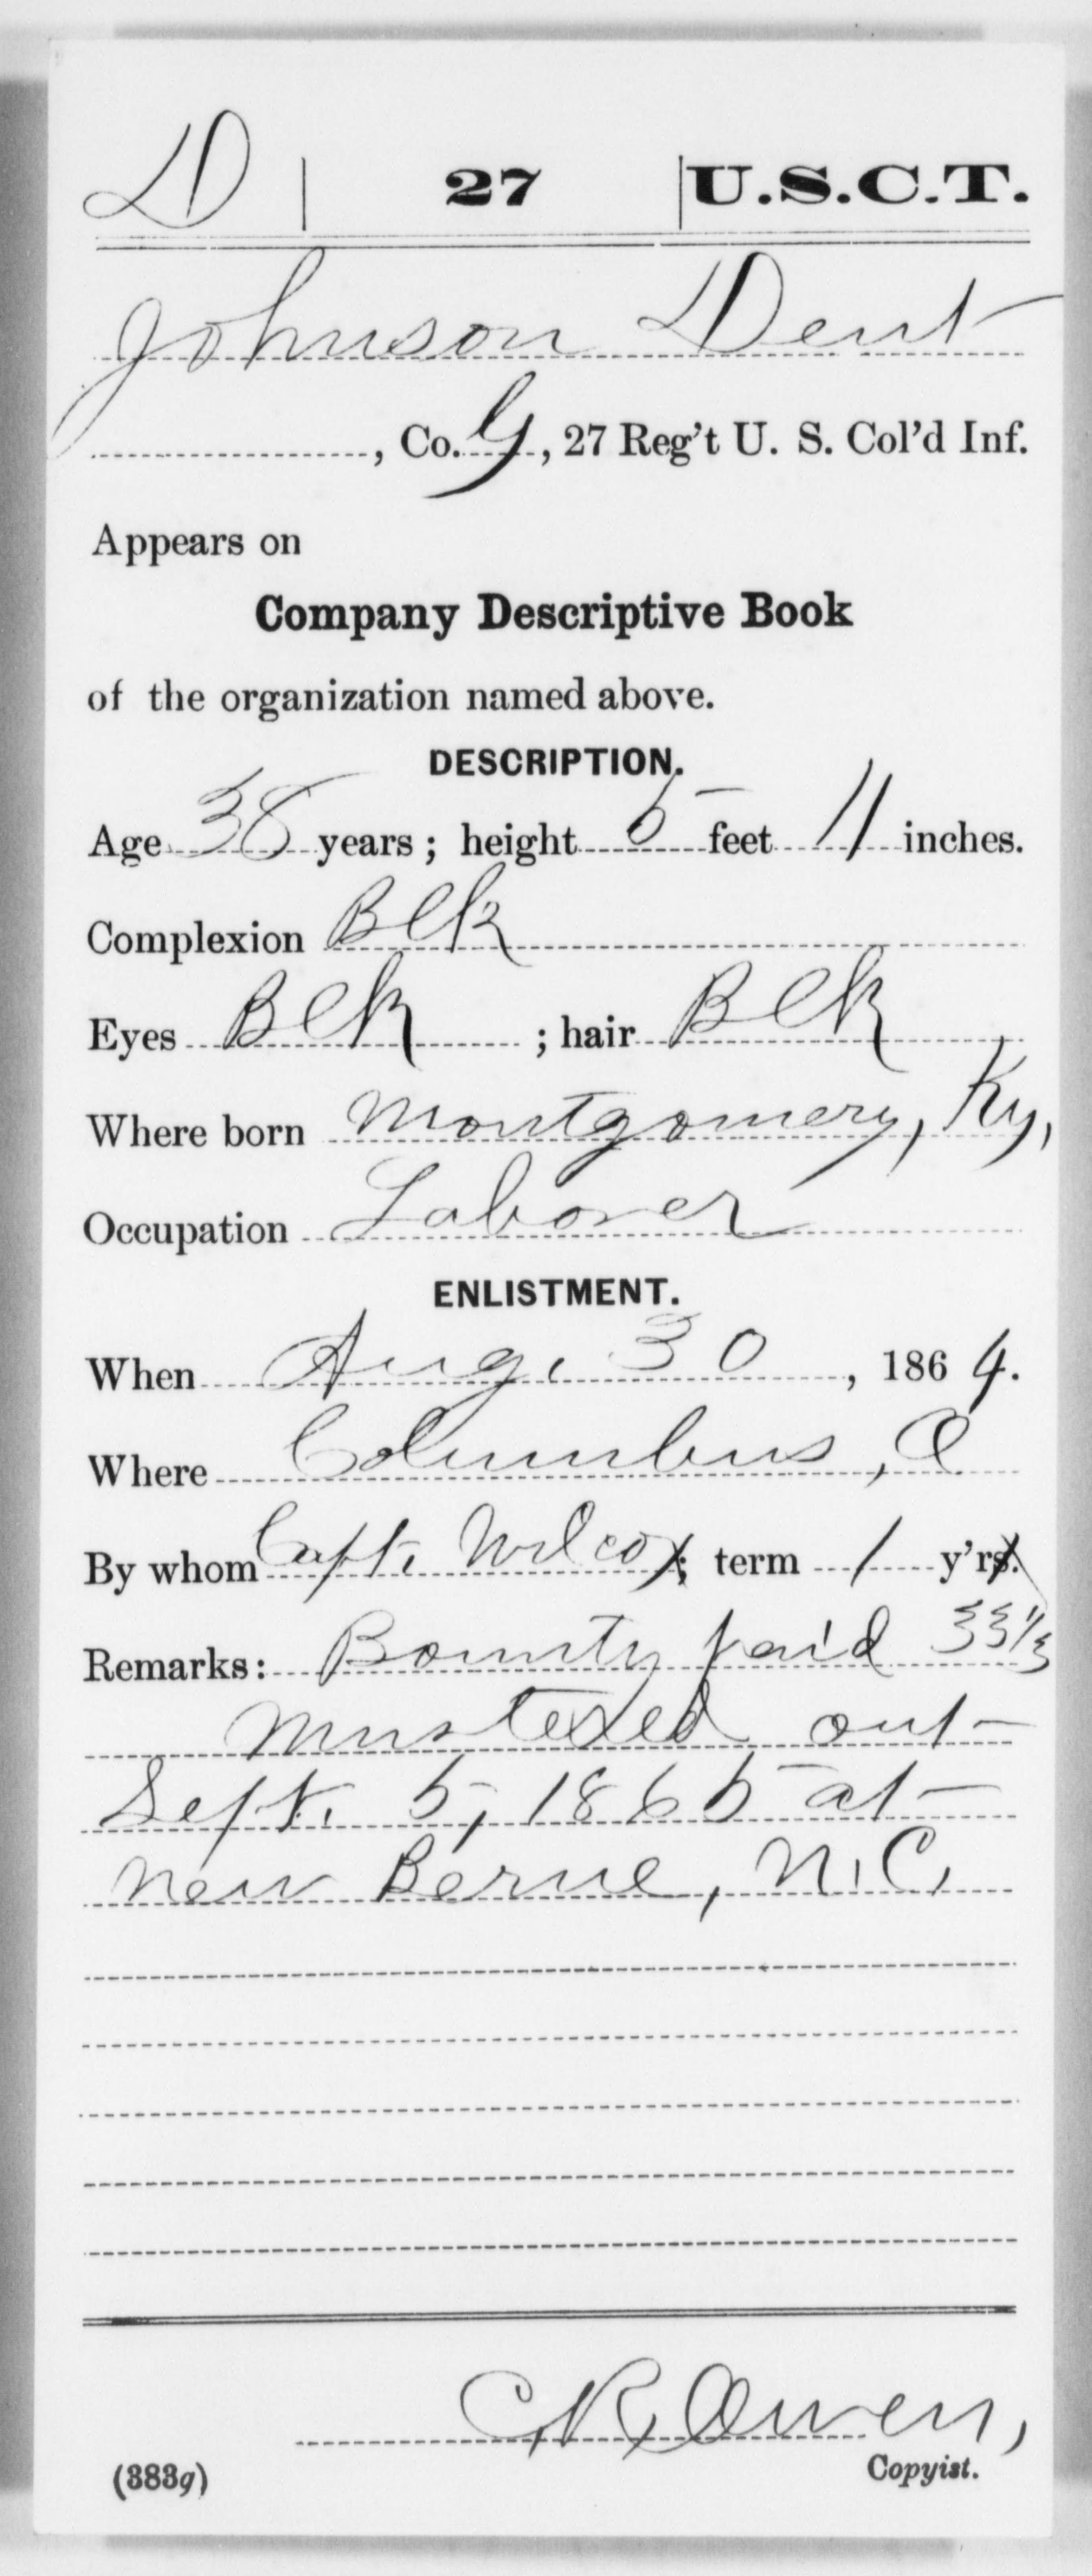 D | 27 | U.S.C.T.
Johnson Dent
, Co. G, 27 Reg't U. S. Col'd Inf.
Appears on
Company Descriptive Book
of the organization named above.
DESCRIPTION.
Age 38 years; height 5 feet 11 inches.
Complexion Blk
Eyes Blk ; hair Blk
Where born Montgomery, Ky,
Occupation Laborer
ENLISTMENT.
When Aug. 30, 1864.
Where Columbus, O
By whom Capt. Wilcox; term 1 y'rs.
Remarks: Bounty paid 33 1/3
Mustered out
Sept. 5, 1865 at
New Berne, N.C.
C.R. Owen,
Copyist.
(383g)